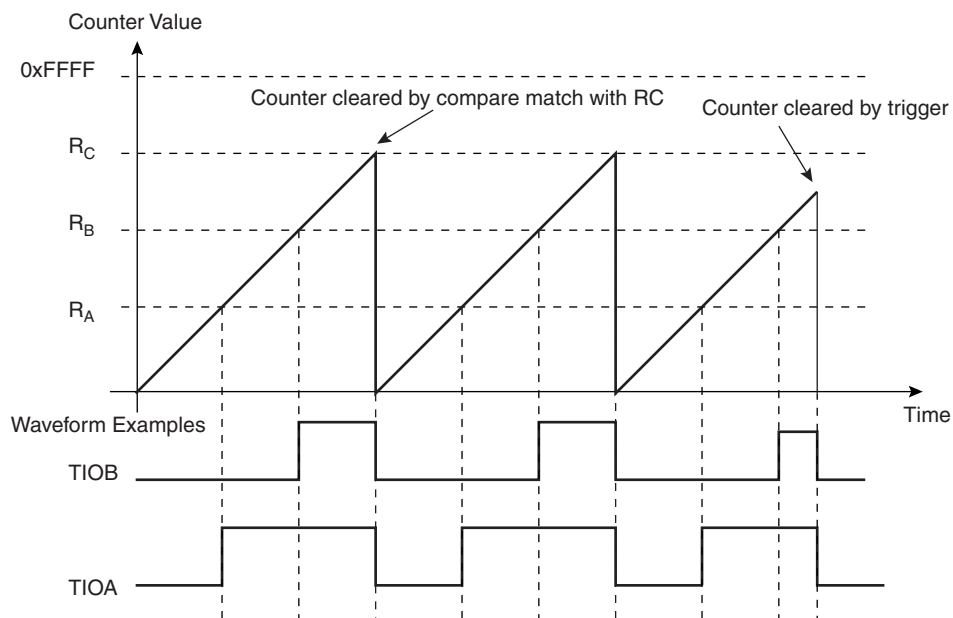 Counter Value
0xFFFF
Counter cleared by compare match with RC
Counter cleared by trigger
RC
RB
RA
Time
Waveform Examples
TIOB
TIOA